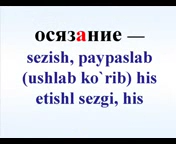 осязание —
sezish, paypaslab
(ushlab ko`rib) his
etishl sezgi, his